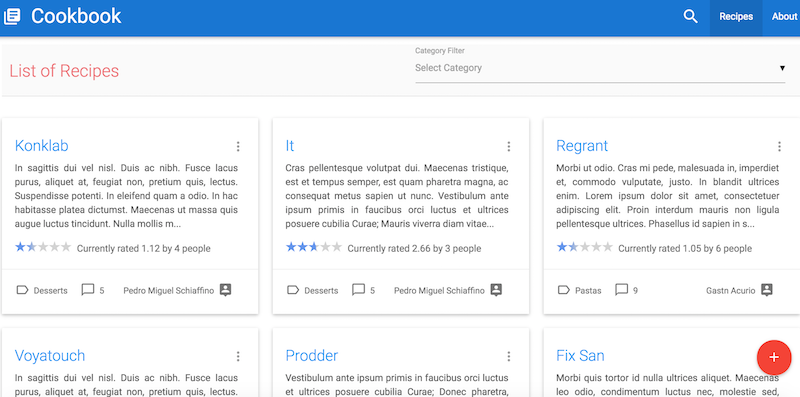 Cookbook
Recipes
About
List of Recipes
Category Filter
Select Category
Konklab
In sagittis dui vel nisl. Duis ac nibh. Fusce lacus
purus, aliquet at, feugiat non, pretium quis, lectus.
Suspendisse potenti. In eleifend quam a odio. In hac
habitasse platea dictumst. Maecenas ut massa quis
augue luctus tincidunt. Nulla mollis m...
Currently rated 1.12 by 4 people
Desserts
5
Pedro Miguel Schiaffino
It
Cras pellentesque volutpat dui. Maecenas tristique,
est et tempus semper, est quam pharetra magna, ac
consequat metus sapien ut nunc. Vestibulum ante
ipsum primis in faucibus orci luctus et ultrices
posuere cubilia Curae; Mauris viverra diam vitae...
Currently rated 2.66 by 3 people
Desserts
5
Pedro Miguel Schiaffino
Regrant
Morbi ut odio. Cras mi pede, malesuada in, imperdiet
et, commodo vulputate, justo. In blandit ultrices
enim. Lorem ipsum dolor sit amet, consectetuer
adipiscing elit. Proin interdum mauris non ligula
pellentesque ultrices. Phasellus id sapien in s...
Currently rated 1.05 by 6 people
Pastas
9
Gastn Acurio
Voyatouch
In sagittis dui vel nisl. Duis ac nibh. Fusce lacus
purus, aliquet at, feugiat non, pretium quis, lectus.
Prodder
Vestibulum ante ipsum primis in faucibus orci luctus
et ultrices posuere cubilia Curae; Donec pharetra,
Fix San
Morbi quis tortor id nulla ultrices aliquet. Maecenas
leo odio, condimentum luctus nec, molestie sed,